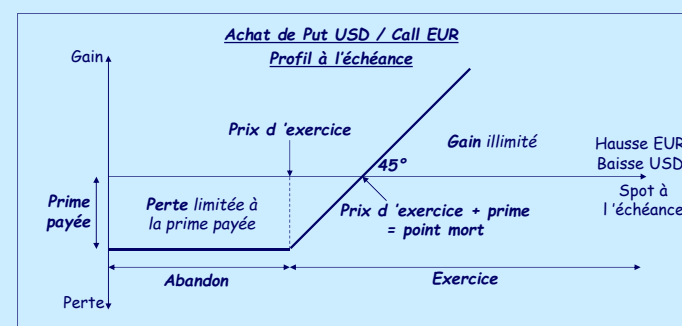 Achat de Put USD / Call EUR
Profil à l'échéance
Gain
Prix d 'exercice
Gain illimité
45°
Hausse EUR
Baisse USD
Prime
payée
Perte limitée à
la prime payée
Prix d 'exercice + prime
= point mort
Spot à
l 'échéance
Abandon
Exercice
Perte